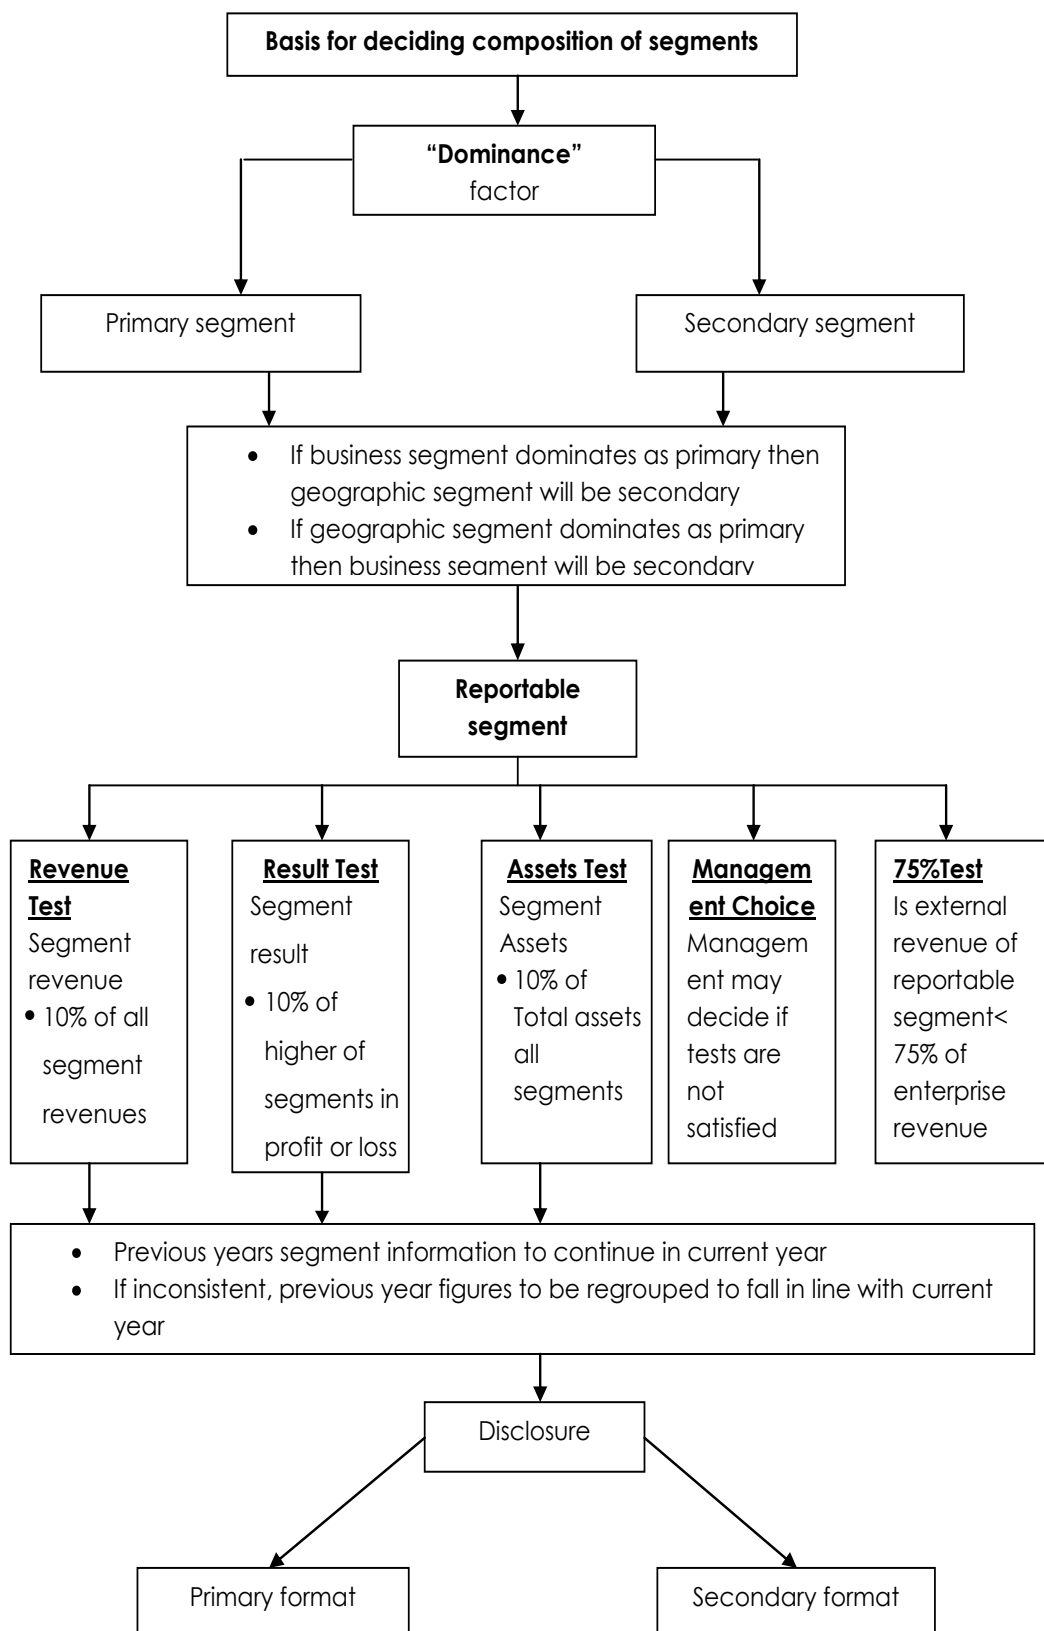 Basis for deciding composition of segments
“Dominance”
factor
Primary segment
Secondary segment
• If business segment dominates as primary then
geographic segment will be secondary
• If geographic segment dominates as primary
then business segment will be secondary
Reportable
segment
Revenue
Test
Segment
revenue
• 10% of all
segment
revenues
Result Test
Segment
result
• 10% of
higher of
segments in
profit or loss
Assets Test
Segment
Assets
• 10% of
Total assets
all
segments
Managem
ent Choice
Managem
ent may
decide if
tests are
not
satisfied
75%Test
Is external
revenue of
reportable
segment<
75% of
enterprise
revenue
• Previous years segment information to continue in current year
• If inconsistent, previous year figures to be regrouped to fall in line with current
year
Disclosure
Primary format
Secondary format